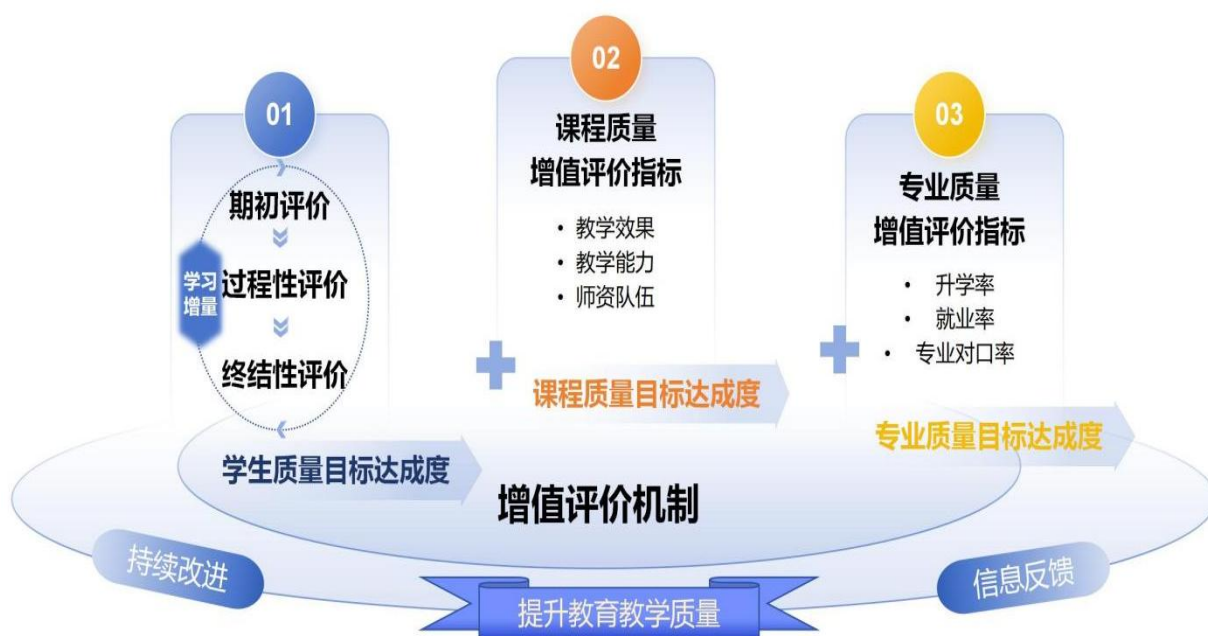 01
期初评价
学习
增量
过程性评价
终结性评价
学生质量目标达成度
02
课程质量
增值评价指标
• 教学效果
• 教学能力
• 师资队伍
课程质量目标达成度
03
专业质量
增值评价指标
• 升学率
• 就业率
• 专业对口率
专业质量目标达成度
增值评价机制
持续改进
提升教育教学质量
信息反馈